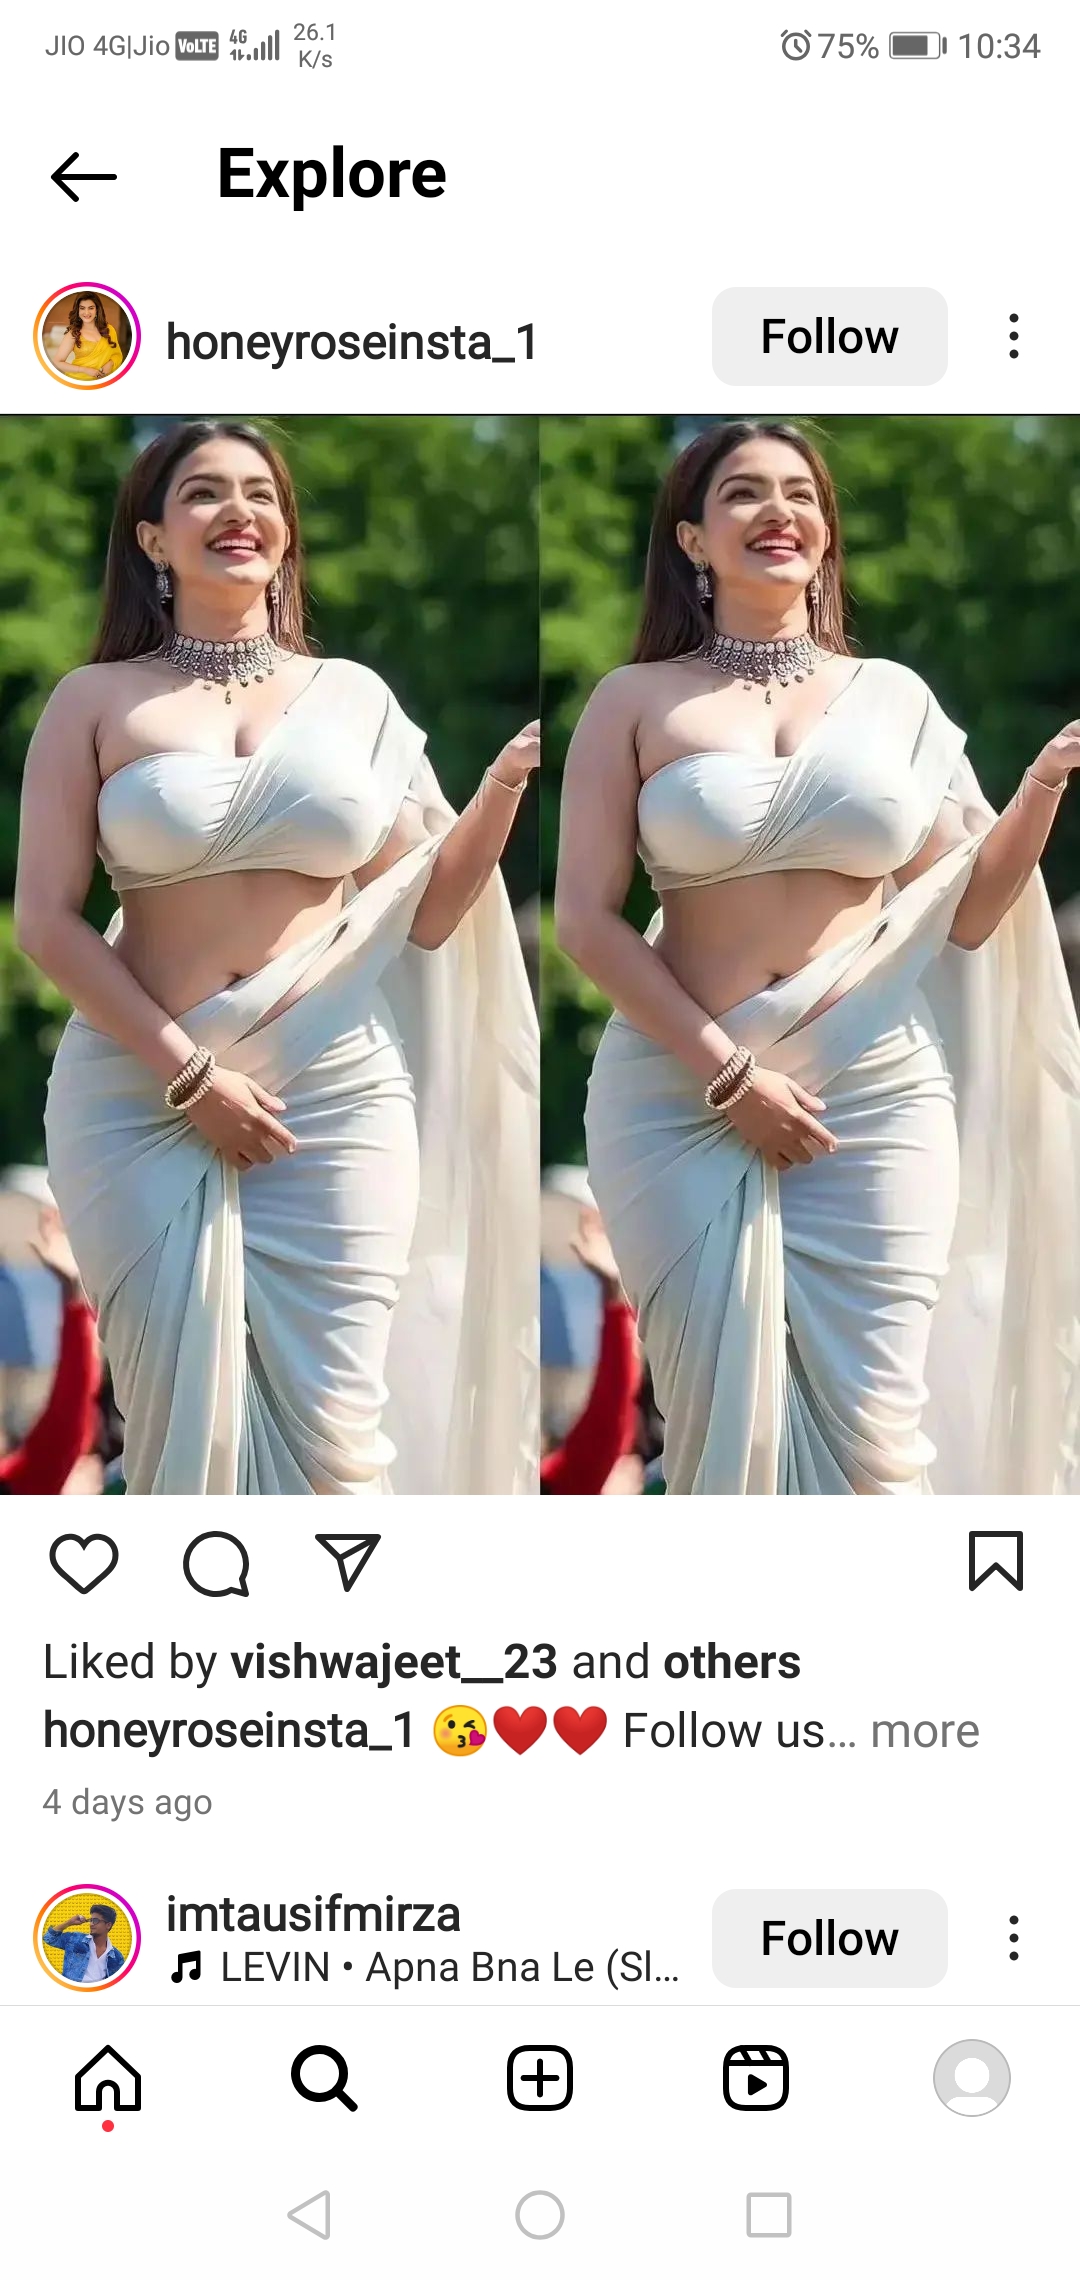 JIO 4G|Jio VoLTE 4G 26.1 K/s 75% 10:34
Explore
honeyroseinsta_1 Follow
Liked by vishwajeet__23 and others
honeyroseinsta_1 😘❤️❤️ Follow us... more
4 days ago
imtausifmirza Follow
LEVIN • Apna Bna Le (Sl...